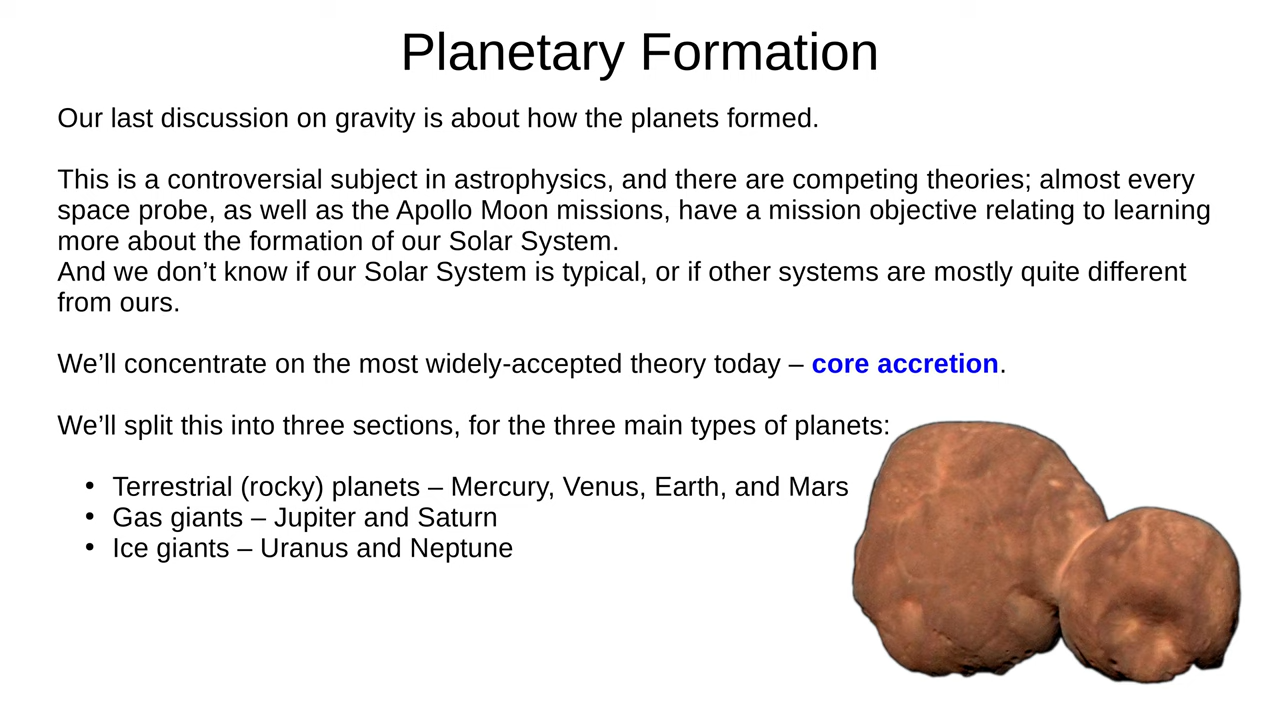 Planetary Formation
Our last discussion on gravity is about how the planets formed.
This is a controversial subject in astrophysics, and there are competing theories; almost every
space probe, as well as the Apollo Moon missions, have a mission objective relating to learning
more about the formation of our Solar System.
And we don’t know if our Solar System is typical, or if other systems are mostly quite different
from ours.
We’ll concentrate on the most widely-accepted theory today – core accretion.
We’ll split this into three sections, for the three main types of planets:
• Terrestrial (rocky) planets – Mercury, Venus, Earth, and Mars
• Gas giants – Jupiter and Saturn
• Ice giants – Uranus and Neptune